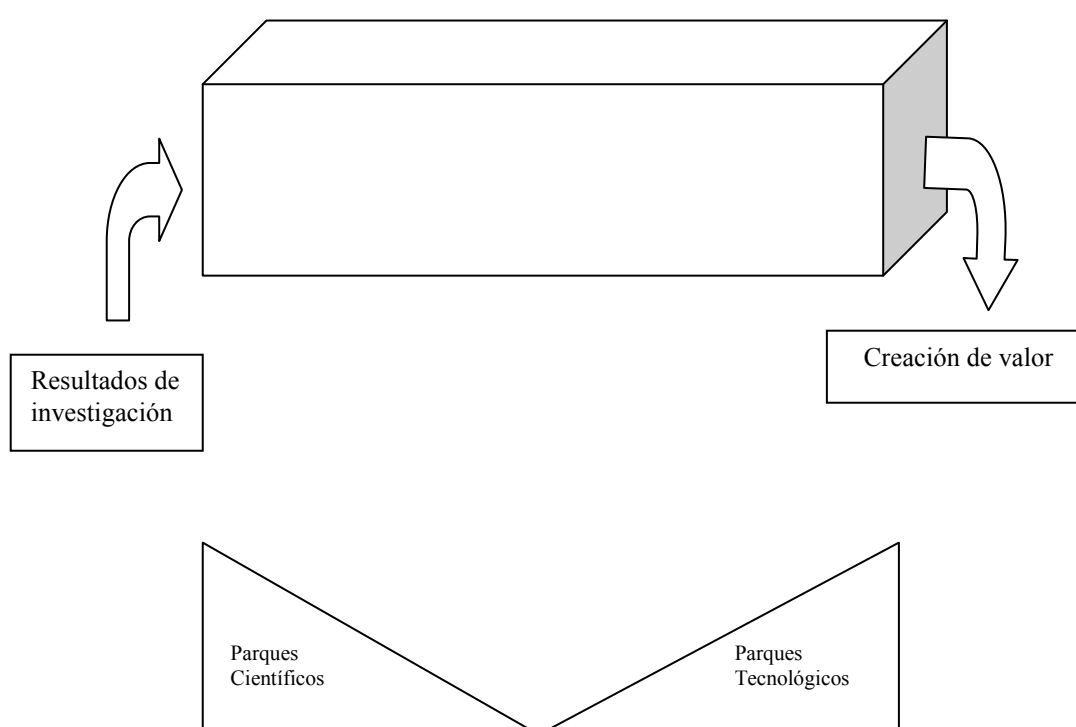 Resultados de
investigación
Creación de valor
Parques
Científicos
Parques
Tecnológicos